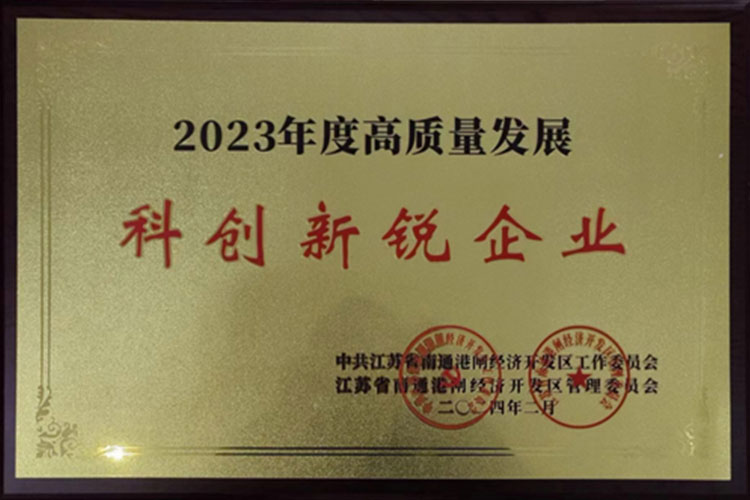 2023年度高质量发展
科创新锐企业
中共江苏省南通港闸经济开发区工作委员会
江苏省南通港闸经济开发区管理委员会
二〇二四年二月